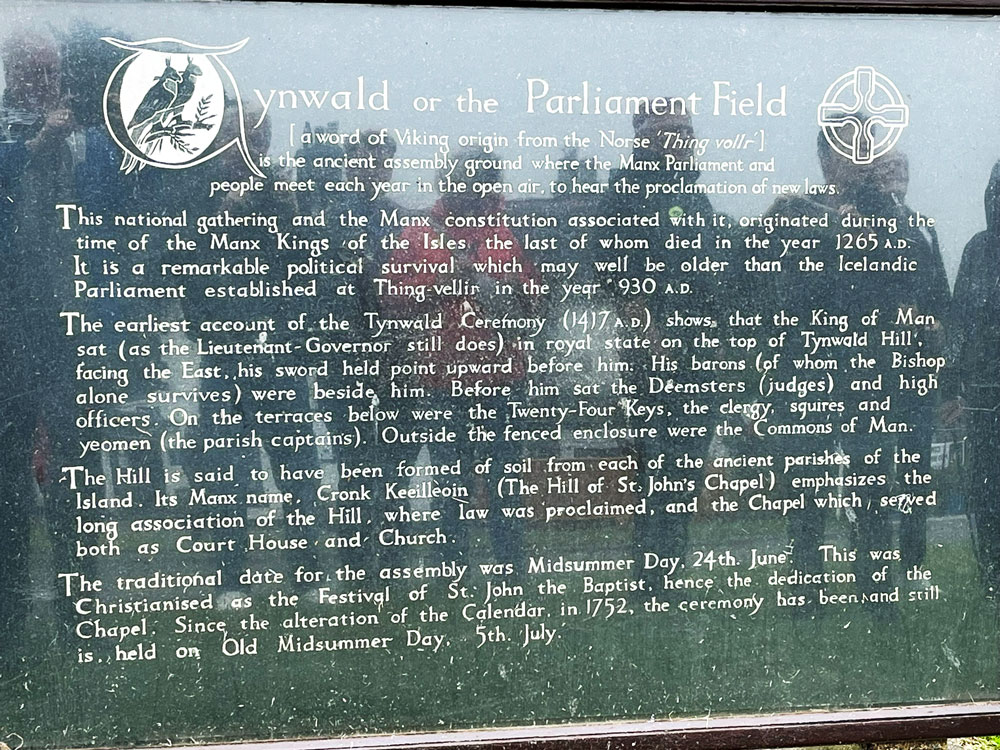 Tynwald or the Parliament Field
[a word of Viking origin from the Norse 'Thing vollr']
is the ancient assembly ground where the Manx Parliament and
people meet each year in the open air, to hear the proclamation of new laws.
This national gathering and the Manx constitution associated with it, originated during the
time of the Manx Kings of the Isles, the last of whom died in the year 1265 A.D.
It is a remarkable political survival which may well be older than the Icelandic
Parliament established at Thing-vellir in the year 930 A.D.
The earliest account of the Tynwald Ceremony (1417 A.D.) shows that the King of Man
sat (as the Lieutenant-Governor still does) in royal state on the top of Tynwald Hill,
facing the East, his sword held point upward before him. His barons (of whom the Bishop
alone survives) were beside him. Before him sat the Deemsters (judges) and high
officers. On the terraces below were the Twenty-Four Keys, the clergy, squires and
yeomen (the parish captains). Outside the fenced enclosure were the Commons of Man.
The Hill is said to have been formed of soil from each of the ancient parishes of the
Island. Its Manx name, Cronk Keeilleoin (The Hill of St. John's Chapel) emphasizes the
long association of the Hill, where law was proclaimed, and the Chapel which served
both as Court House and Church.
The traditional date for the assembly was Midsummer Day, 24th. June. This was
Christianised as the Festival of St. John the Baptist, hence the dedication of the
Chapel. Since the alteration of the Calendar, in 1752, the ceremony has been and still
is held on Old Midsummer Day, 5th. July.